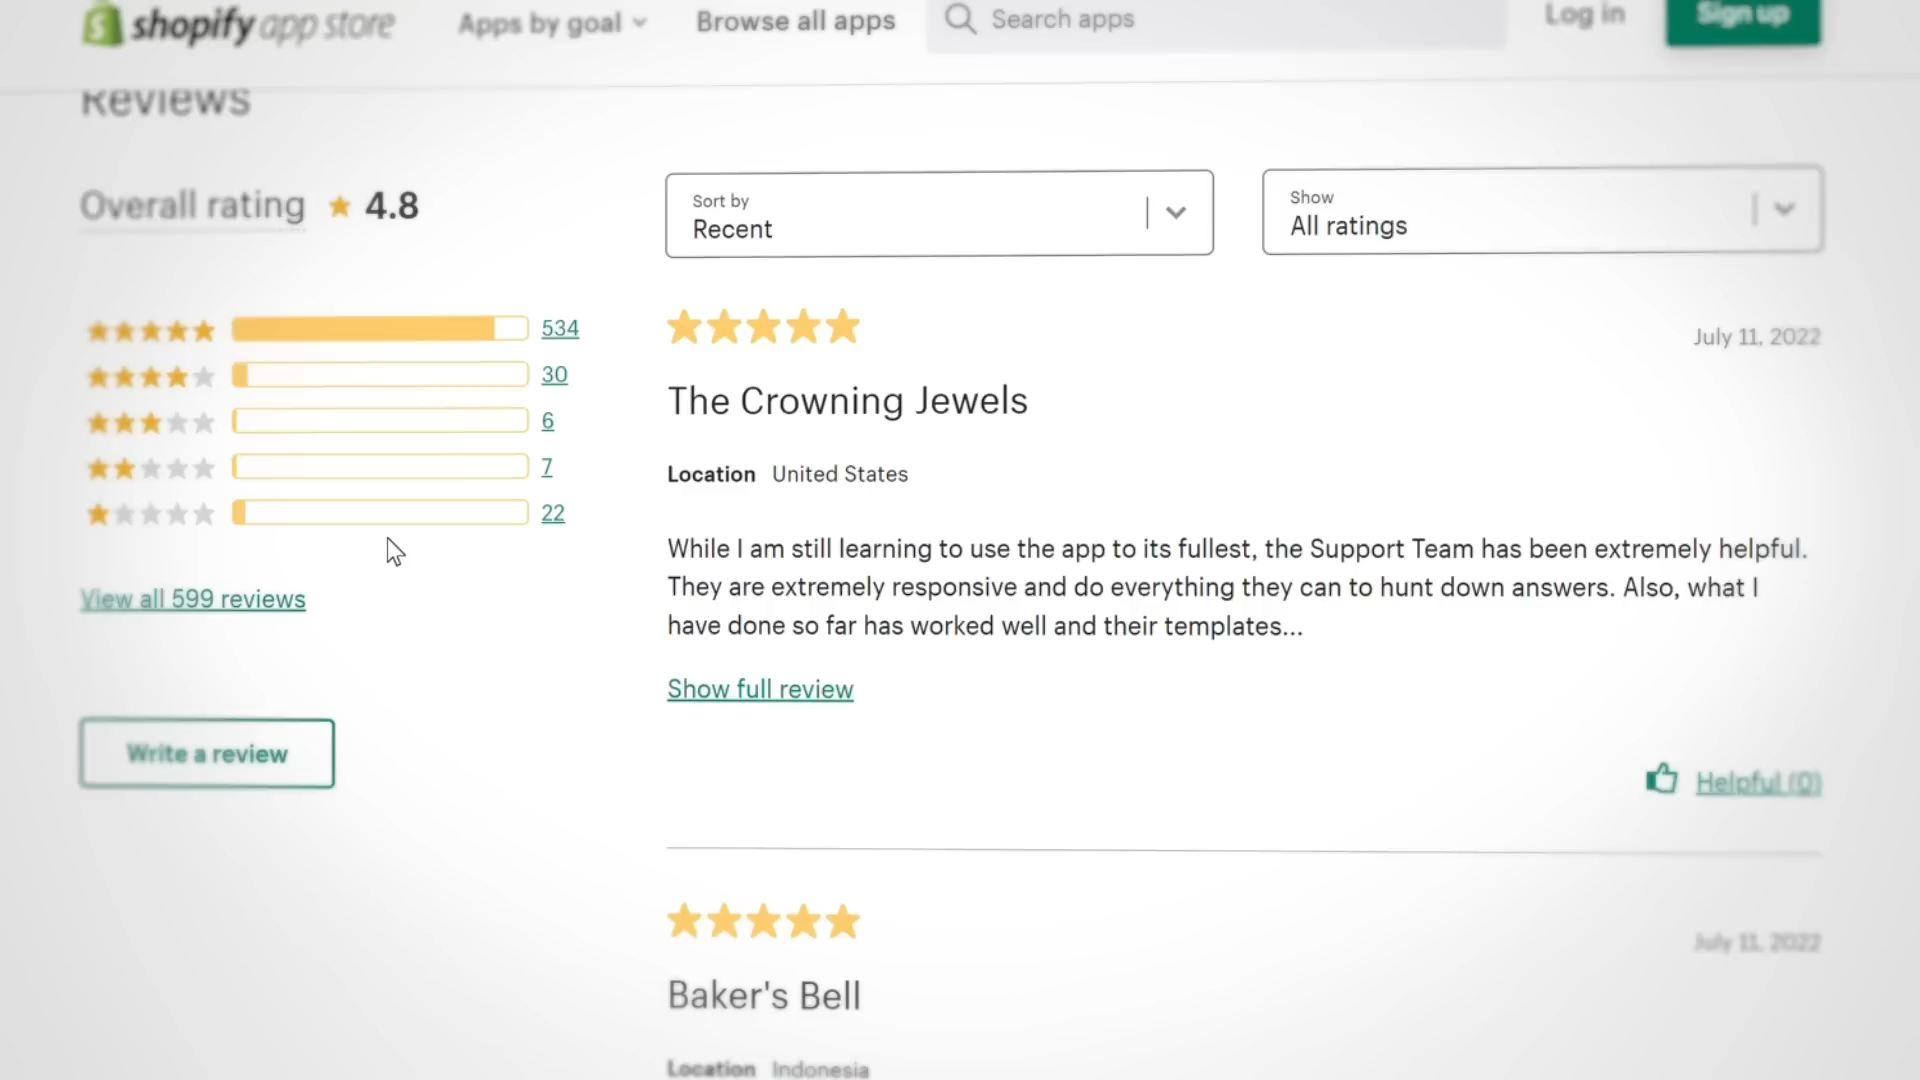 shopify app store Apps by goal Browse all apps Search apps Log in Sign up
Reviews
Overall rating 4.8
Sort by
Recent
Show
All ratings
534
30
6
7
22
View all 599 reviews
Write a review
July 11, 2022
The Crowning Jewels
Location United States
While I am still learning to use the app to its fullest, the Support Team has been extremely helpful.
They are extremely responsive and do everything they can to hunt down answers. Also, what I
have done so far has worked well and their templates...
Show full review
Helpful (0)
July 11, 2022
Baker's Bell
Location Indonesia